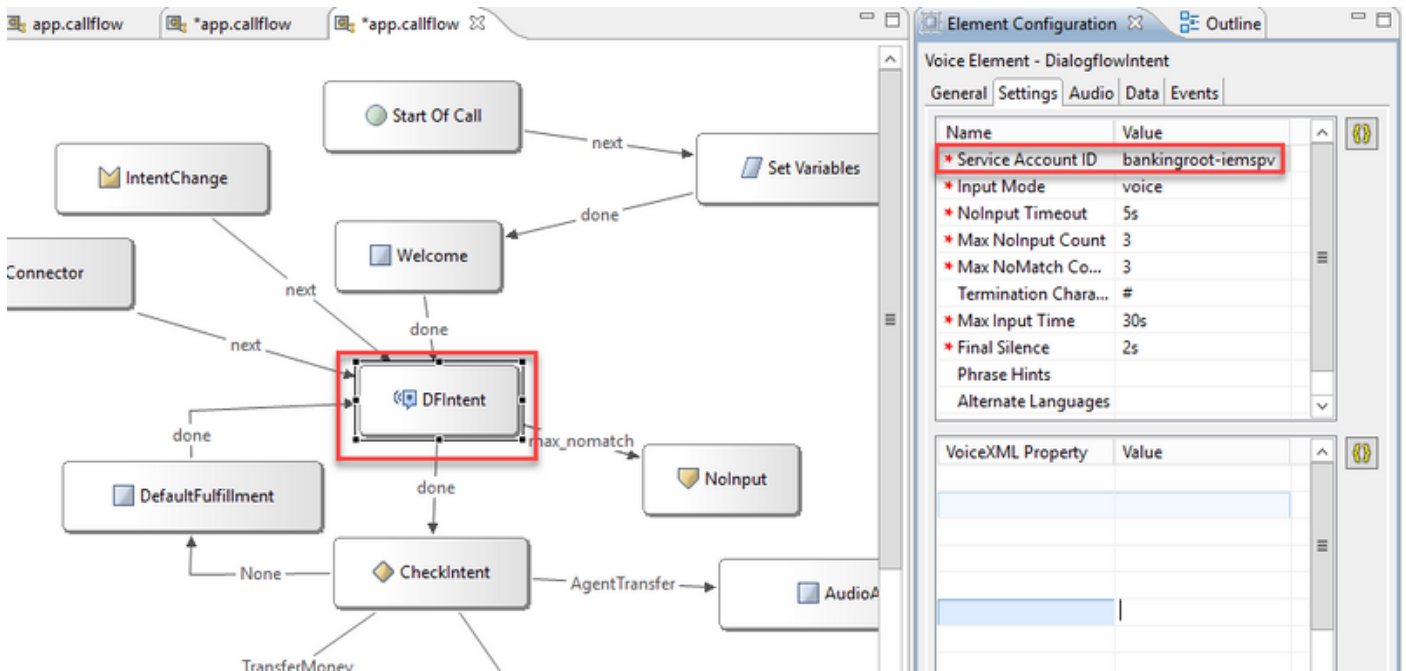 app.callflow
*app.callflow
*app.callflow
Start Of Call
next
Set Variables
IntentChange
done
Welcome
Connector
next
done
next
DFIntent
done
max_nomatch
NoInput
DefaultFulfillment
done
CheckIntent
None
AgentTransfer
AudioA
TransferMoney
Element Configuration
Outline
Voice Element - DialogflowIntent
General Settings Audio Data Events
Name Value
* Service Account ID bankingroot-iemspv
* Input Mode voice
* NoInput Timeout 5s
* Max NoInput Count 3
* Max NoMatch Co... 3
Termination Chara... #
* Max Input Time 30s
* Final Silence 2s
Phrase Hints
Alternate Languages
VoiceXML Property Value